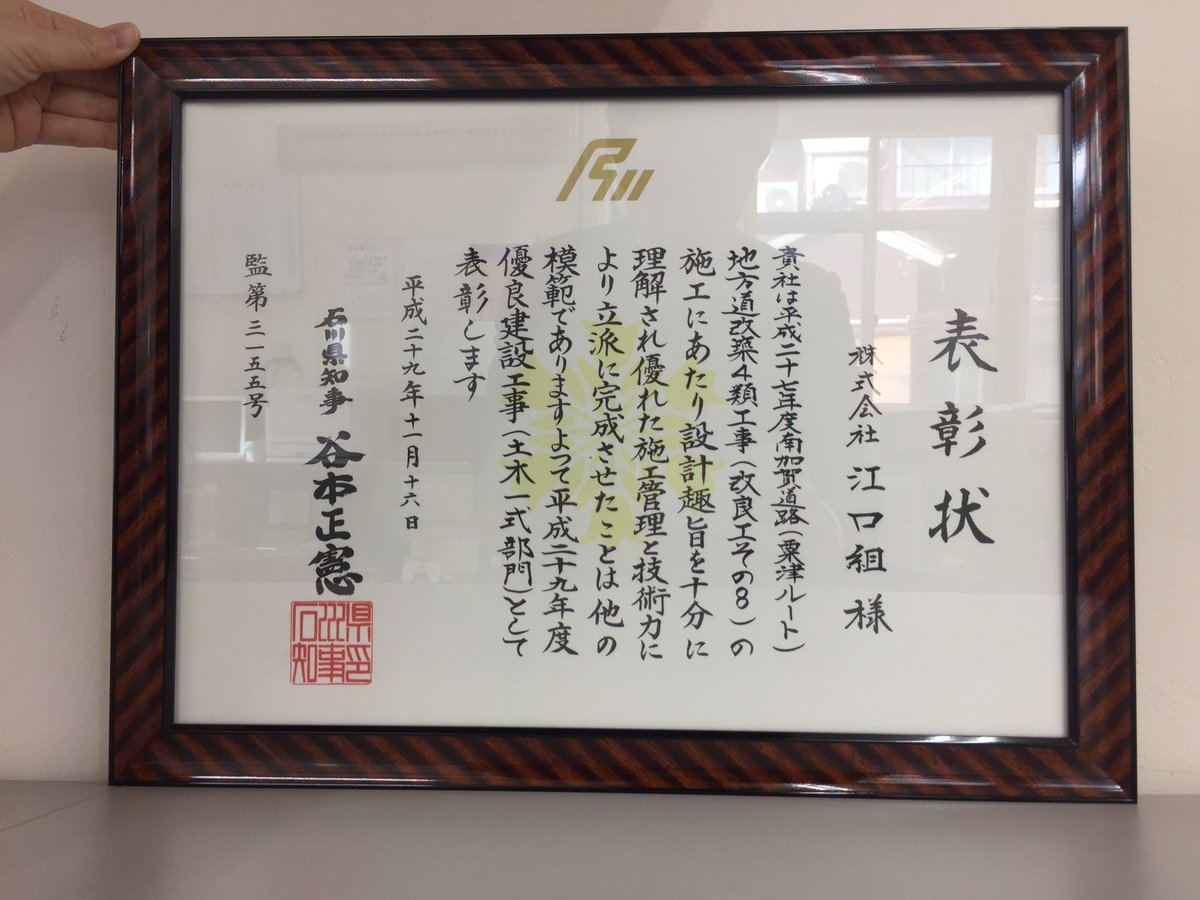 表彰状
株式会社 江口組 様
貴社は平成二十七年度南加賀道路(粟津ルート)
地方道改築4類工事(改良工その8)の
施工にあたり設計趣旨を十分に
理解され優れた施工管理と技術力に
より立派に完成させたことは他の
模範でありますよつて平成二十九年度
優良建設工事(土木一式部門)として
表彰します
平成二十九年十一月十六日
石川県知事 谷本正憲
県印
川事
石知
監第三一五五号